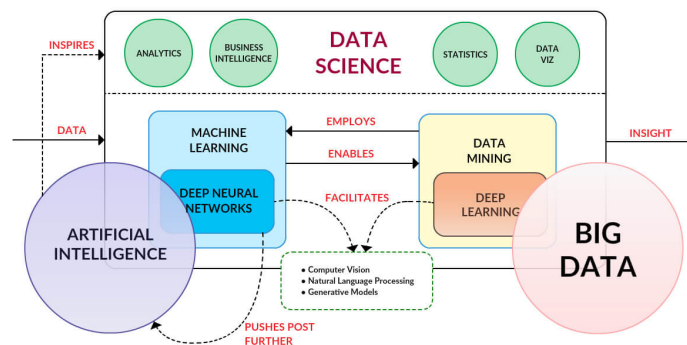 INSPIRES
ANALYTICS
BUSINESS
INTELLIGENCE
DATA
SCIENCE
STATISTICS
DATA
VIZ
DATA
MACHINE
LEARNING
EMPLOYS
ENABLES
DATA
MINING
INSIGHT
DEEP NEURAL
NETWORKS
FACILITATES
DEEP
LEARNING
ARTIFICIAL
INTELLIGENCE
BIG
DATA
• Computer Vision
• Natural Language Processing
• Generative Models
PUSHES POST
FURTHER